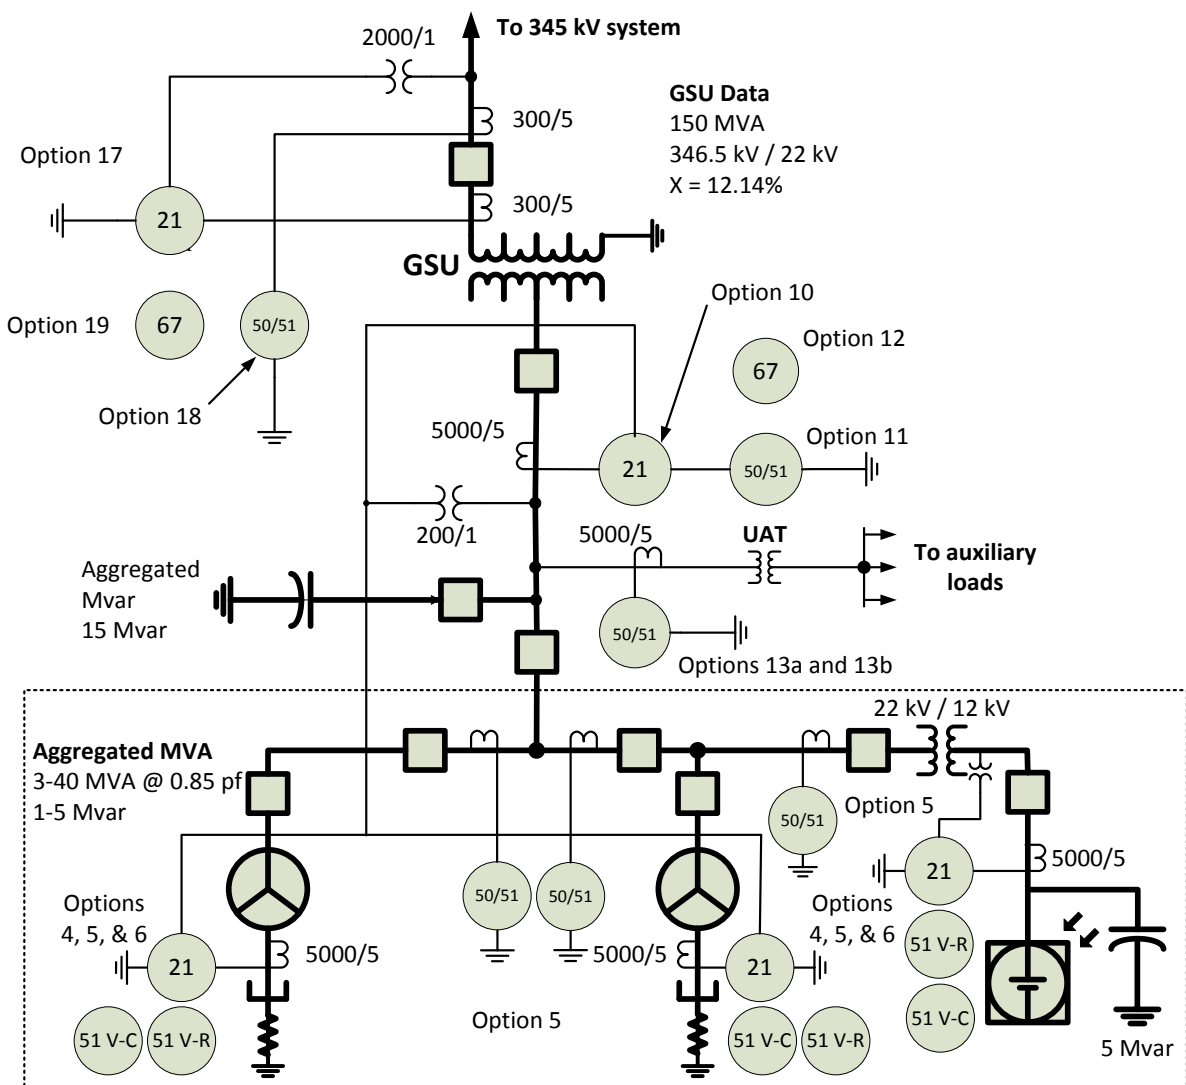 To 345 kV system
2000/1
GSU Data
150 MVA
346.5 kV / 22 kV
X = 12.14%
300/5
Option 17
300/5
21
GSU
Option 10
Option 19
67
50/51
Option 12
67
Option 18
5000/5
Option 11
21
50/51
200/1
5000/5
UAT
To auxiliary
loads
Aggregated
Mvar
15 Mvar
50/51
Options 13a and 13b
22 kV / 12 kV
Aggregated MVA
3-40 MVA @ 0.85 pf
1-5 Mvar
Option 5
50/51
5000/5
21
50/51
50/51
Options
4, 5, & 6
Options
4, 5, & 6
51 V-R
5000/5
5000/5
21
21
51 V-C
Option 5
51 V-C
51 V-R
51 V-C
51 V-R
5 Mvar